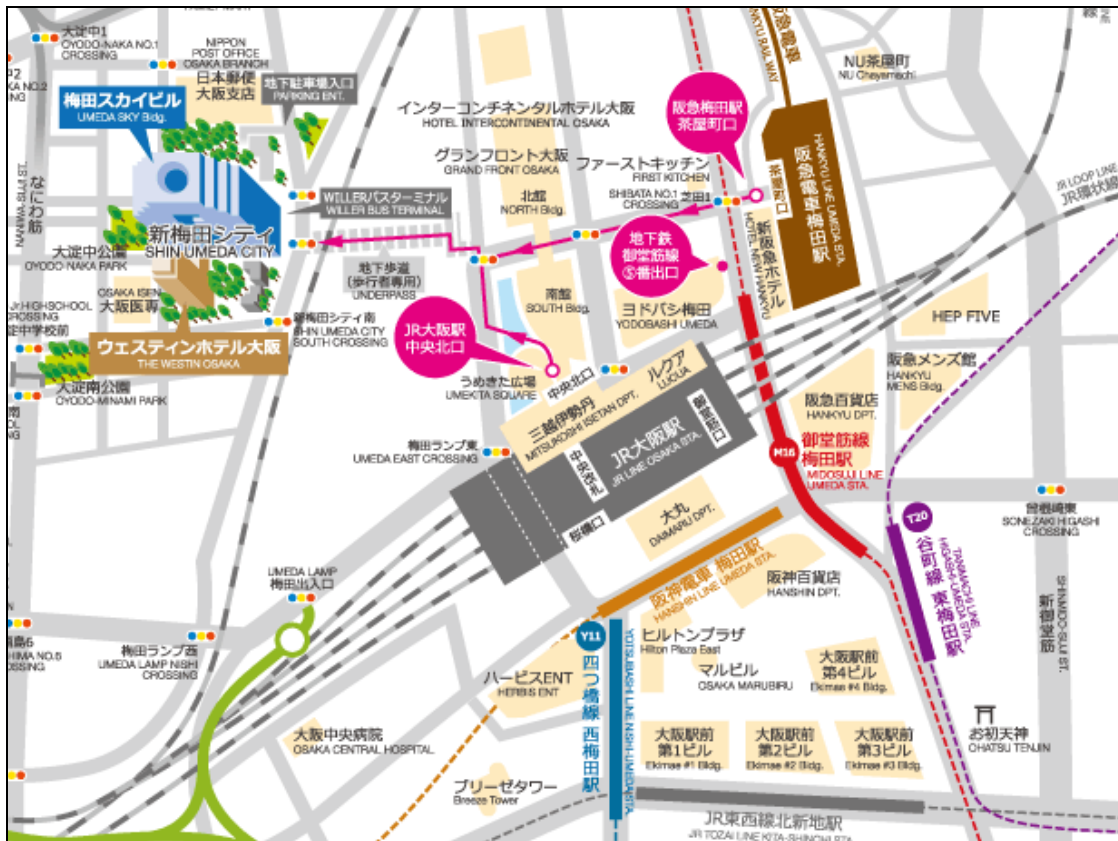 大淀中1
OYODO-NAKA NO.1
CROSSING
NIPPON
POST OFFICE
OSAKA BRANCH
日本郵便
大阪支店
地下駐車場入口
PARKING ENT.
梅田スカイビル
UMEDA SKY Bldg.
なにわ筋
NANIWA-SUJI ST.
WILLERバスターミナル
WILLER BUS TERMINAL
新梅田シティ
SHIN UMEDA CITY
大淀中公園
OYODO-NAKA PARK
OSAKA ISEN
大阪医専
ウェスティンホテル大阪
THE WESTIN OSAKA
大淀南公園
OYODO-MINAMI PARK
新梅田シティ南
SHIN UMEDA CITY
SOUTH CROSSING
地下歩道
(歩行者専用)
UNDERPASS
インターコンチネンタルホテル大阪
HOTEL INTERCONTINENTAL OSAKA
グランフロント大阪
GRAND FRONT OSAKA
北館
NORTH Bldg.
南館
SOUTH Bldg.
ファーストキッチン
FIRST KITCHEN
SHIBATA NO.1
CROSSING
芝田1
阪急梅田駅
茶屋町口
地下鉄
御堂筋線
⑤番出口
JR大阪駅
中央北口
阪急電車
HANKYU RAIL WAY
HANKYU LINE UMEDA STA.
阪急電車梅田駅
茶屋町口
新阪急ホテル
HOTEL NEW HANKYU
NU茶屋町
NU Chayamachi
JR LOOP LINE
JR環状線
ヨドバシ梅田
YODOBASHI UMEDA
HEP FIVE
阪急メンズ館
HANKYU
MENS Bldg.
阪急百貨店
HANKYU DPT.
うめきた広場
UMEKITA SQUARE
中央北口
ルクア
LUCUA
三越伊勢丹
MITSUKOSHI ISETAN DPT.
JR大阪駅
JR LINE OSAKA STA.
御堂筋口
中央改札
桜橋口
梅田ランプ東
UMEDA EAST CROSSING
M16
御堂筋線
梅田駅
MIDOSUJI LINE
UMEDA STA.
大丸
DAIMARU DPT.
阪神電車 梅田駅
HANSHIN LINE UMEDA STA.
阪神百貨店
HANSHIN DPT.
T20
谷町線 東梅田駅
TANIMACHI LINE
HIGASHI-UMEDA STA.
曽根崎東
SONEZAKI HIGASHI
CROSSING
SHINMIDO-SUJI ST.
新御堂筋
UMEDA LAMP
梅田出入口
梅田ランプ西
UMEDA LAMP NISHI
CROSSING
Y11
四つ橋線 西梅田駅
YOTSUBASHI LINE NISHI-UMEDA STA.
ヒルトンプラザ
Hilton Plaza East
マルビル
OSAKA MARUBIRU
大阪駅前
第4ビル
Ekimae #4 Bldg.
ハービスENT
HERBIS ENT
大阪中央病院
OSAKA CENTRAL HOSPITAL
ブリーゼタワー
Breeze Tower
大阪駅前
第1ビル
Ekimae #1 Bldg.
大阪駅前
第2ビル
Ekimae #2 Bldg.
大阪駅前
第3ビル
Ekimae #3 Bldg.
お初天神
OHATSU TENJIN
JR東西線北新地駅
JR TOZAI LINE KITA-SHINCHI STA.